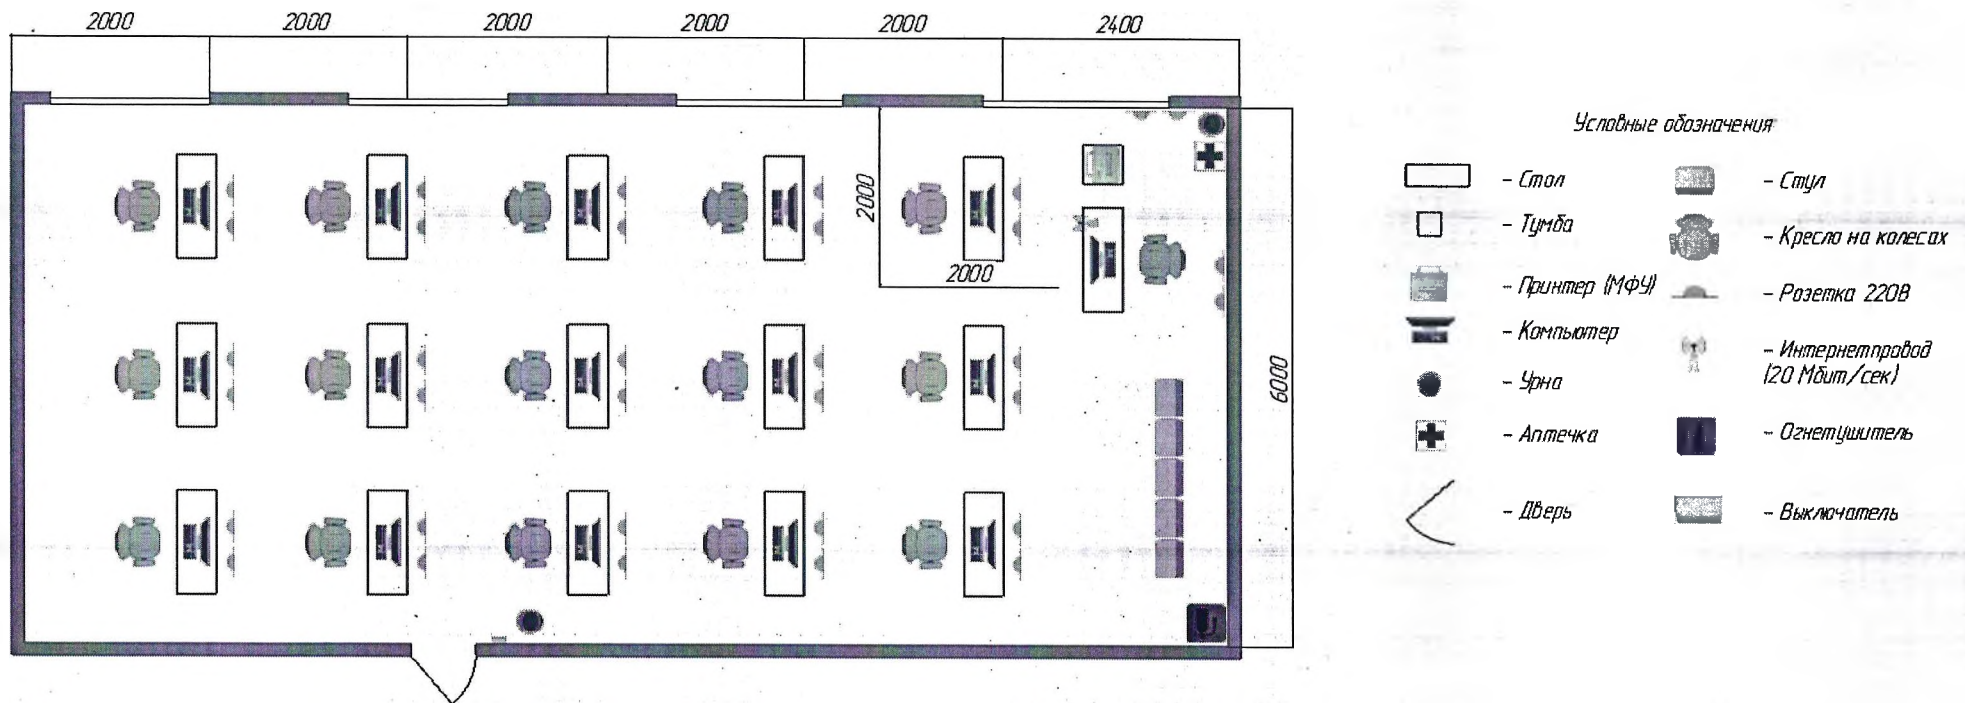 2000 2000 2000 2000 2000 2400
2000
2000
6000
Условные обозначения
- Стол
- Тумба
- Принтер (МФУ)
- Компьютер
- Урна
- Аптечка
- Дверь
- Стул
- Кресло на колесах
- Розетка 220В
- Интернетпровод
(20 Мбит/сек)
- Огнетушитель
- Выключатель